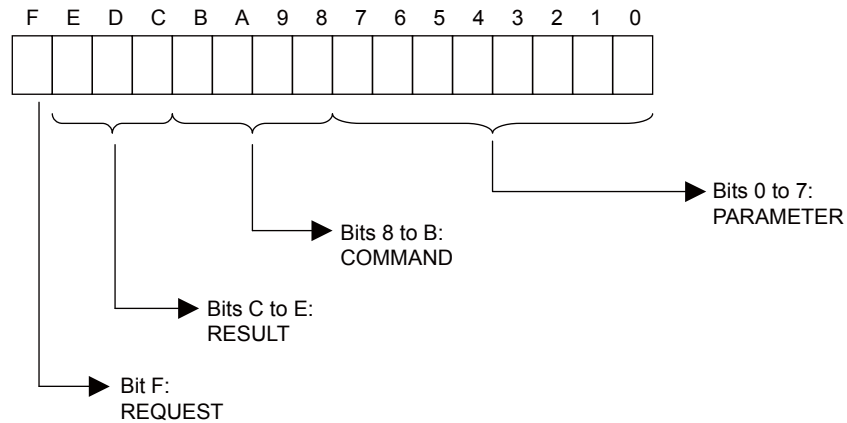 F E D C B A 9 8 7 6 5 4 3 2 1 0
Bits 0 to 7:
PARAMETER
Bits 8 to B:
COMMAND
Bits C to E:
RESULT
Bit F:
REQUEST